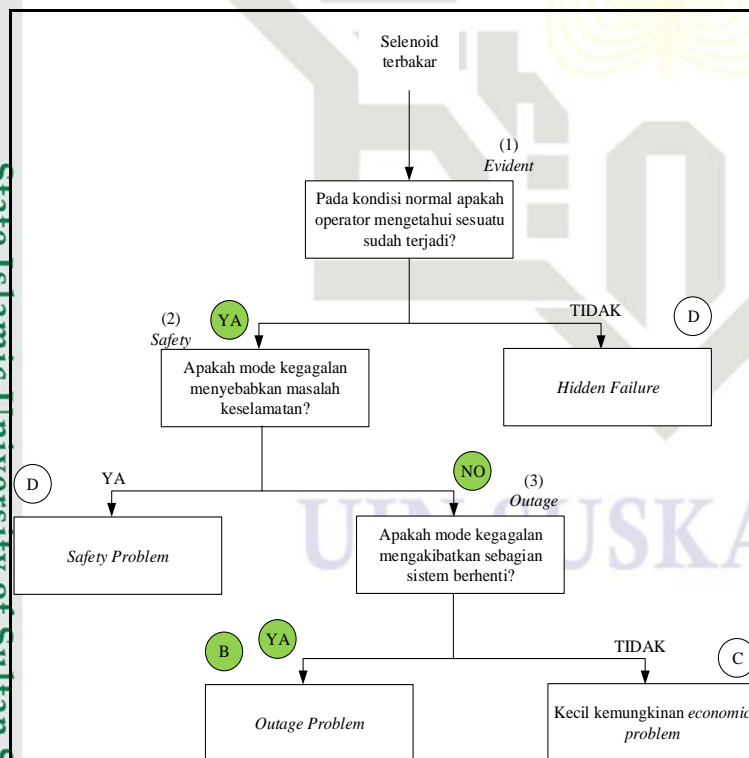 Selenoid
terbakar
(1)
Evident
Pada kondisi normal apakah
operator mengetahui sesuatu
sudah terjadi?
(2)
Safety
YA
TIDAK
D
Apakah mode kegagalan
menyebabkan masalah
keselamatan?
Hidden Failure
D
YA
NO
(3)
Outage
Safety Problem
Apakah mode kegagalan
mengakibatkan sebagian
sistem berhenti?
UIN SUSKA
B
YA
TIDAK
C
Outage Problem
Kecil kemungkinan economic
problem